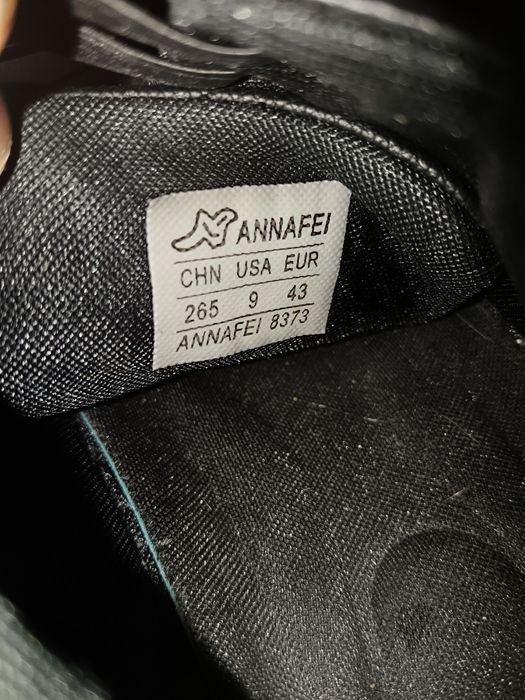 ANNAFEI
CHN USA EUR
265 9 43
ANNAFEI 8373